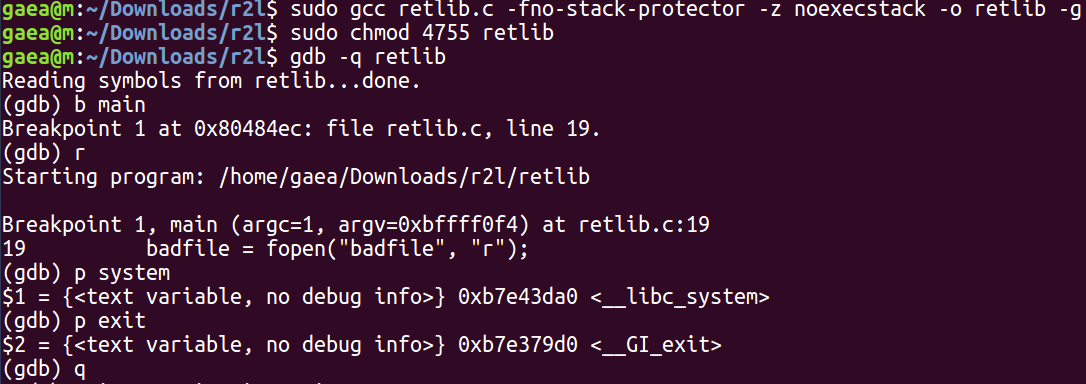 gaea@m:~/Downloads/r2l$ sudo gcc retlib.c -fno-stack-protector -z noexecstack -o retlib -g
gaea@m:~/Downloads/r2l$ sudo chmod 4755 retlib
gaea@m:~/Downloads/r2l$ gdb -q retlib
Reading symbols from retlib...done.
(gdb) b main
Breakpoint 1 at 0x80484ec: file retlib.c, line 19.
(gdb) r
Starting program: /home/gaea/Downloads/r2l/retlib
Breakpoint 1, main (argc=1, argv=0xbffff0f4) at retlib.c:19
19 badfile = fopen("badfile", "r");
(gdb) p system
$1 = {<text variable, no debug info>} 0xb7e43da0 <__libc_system>
(gdb) p exit
$2 = {<text variable, no debug info>} 0xb7e379d0 <__GI_exit>
(gdb) q